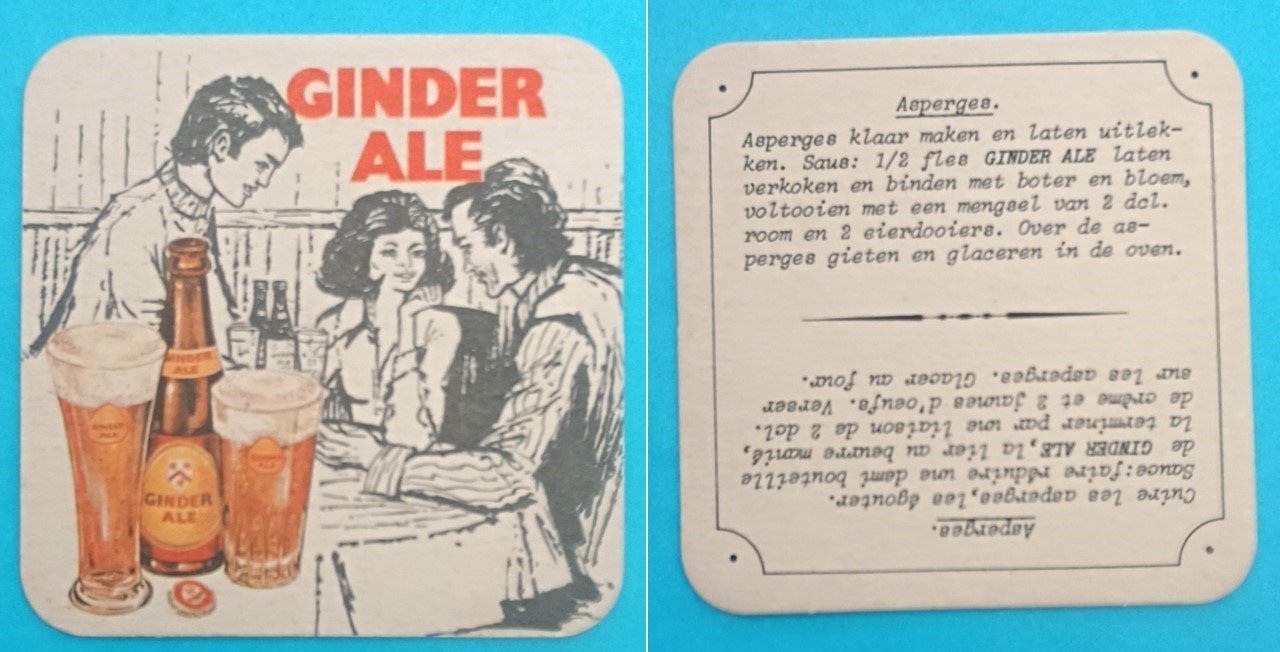 GINDER
ALE
GINDER
ALE
GINDER
ALE
GINDER
ALE
GINDER
ALE
Asperges.
Asperges klaar maken en laten uitlek-
ken. Saus: 1/2 fles GINDER ALE laten
verkoken en binden met boter en bloem,
voltooien met een mengsel van 2 dcl.
room en 2 eierdooiers. Over de as-
perges gieten en glaceren in de oven.
Asperges.
Cuire les asperges, les égouter.
Sauce: faire réduire une demi bouteille
de GINDER ALE, la lier au beurre manié,
la terminer par une liaison de 2 dcl.
de crème et 2 jaunes d'oeufs. Verser
sur les asperges. Glacer au four.